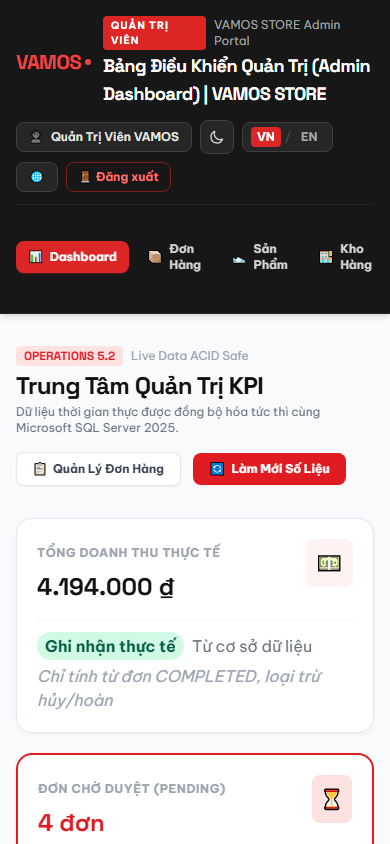 VAMOS
QUẢN TRỊ
VIÊN
VAMOS STORE Admin
Portal
Bảng Điều Khiển Quản Trị (Admin
Dashboard) | VAMOS STORE
Quản Trị Viên VAMOS
VN / EN
Đăng xuất
Dashboard
Đơn
Hàng
Sản
Phẩm
Kho
Hàng
OPERATIONS 5.2
Live Data ACID Safe
Trung Tâm Quản Trị KPI
Dữ liệu thời gian thực được đồng bộ hóa tức thì cùng
Microsoft SQL Server 2025.
Quản Lý Đơn Hàng
Làm Mới Số Liệu
TỔNG DOANH THU THỰC TẾ
4.194.000 ₫
Ghi nhận thực tế Từ cơ sở dữ liệu
Chỉ tính từ đơn COMPLETED, loại trừ
hủy/hoàn
ĐƠN CHỜ DUYỆT (PENDING)
4 đơn